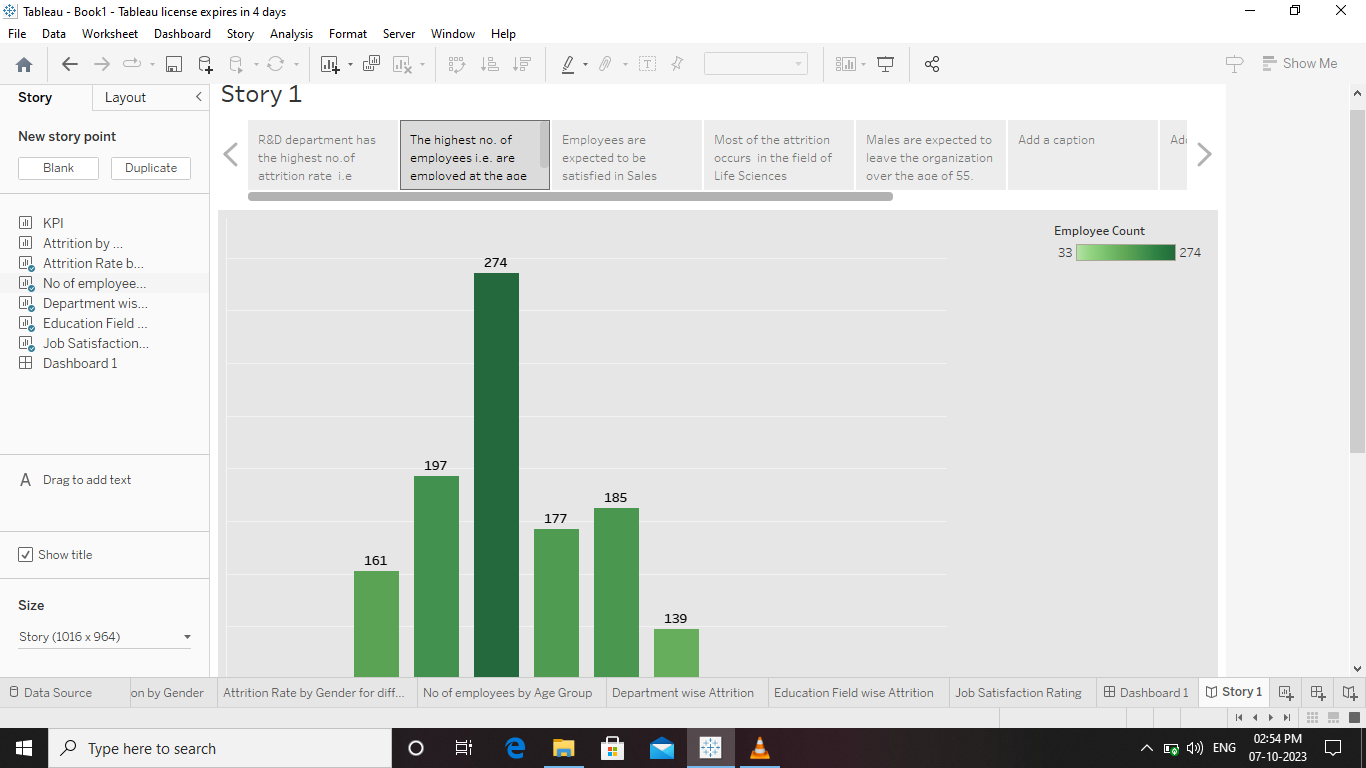 Tableau - Book1 - Tableau license expires in 4 days
File Data Worksheet Dashboard Story Analysis Format Server Window Help
Show Me
Story Layout
New story point
Blank Duplicate
KPI
Attrition by ...
Attrition Rate b...
No of employee...
Department wis...
Education Field ...
Job Satisfaction...
Dashboard 1
A Drag to add text
Show title
Size
Story (1016 x 964)
Story 1
R&D department has
the highest no.of
attrition rate i.e
The highest no. of
employees i.e. are
employed at the age
Employees are
expected to be
satisfied in Sales
Most of the attrition
occurs in the field of
Life Sciences
Males are expected to
leave the organization
over the age of 55.
Add a caption
Employee Count
33 274
274
197
185
177
161
139
Data Source on by Gender Attrition Rate by Gender for diff... No of employees by Age Group Department wise Attrition Education Field wise Attrition Job Satisfaction Rating Dashboard 1 Story 1
Type here to search
ENG
02:54 PM
07-10-2023